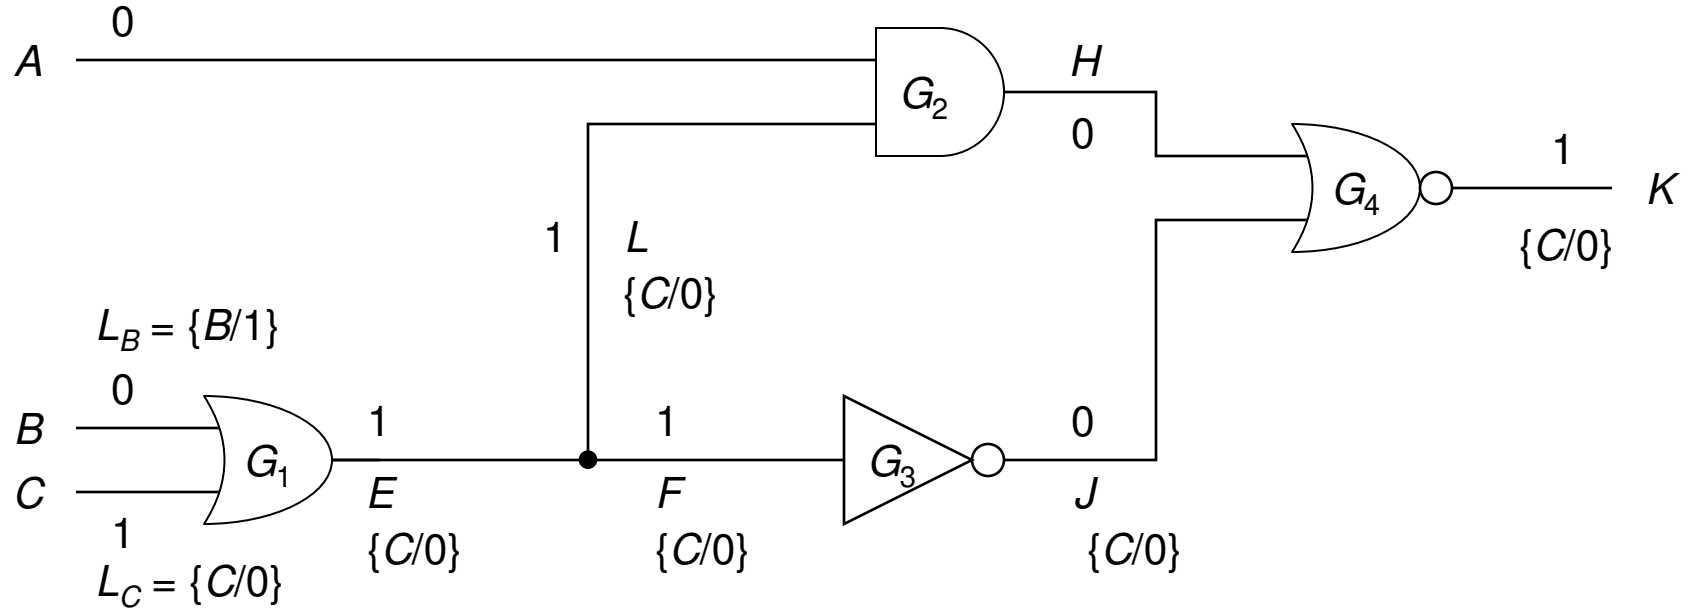 0
A
H
G2
0
1
G4
K
1
L
{C/0}
{C/0}
LB = {B/1}
0
1
1
0
B
G1
G3
C
E
F
J
1
{C/0}
{C/0}
{C/0}
LC = {C/0}